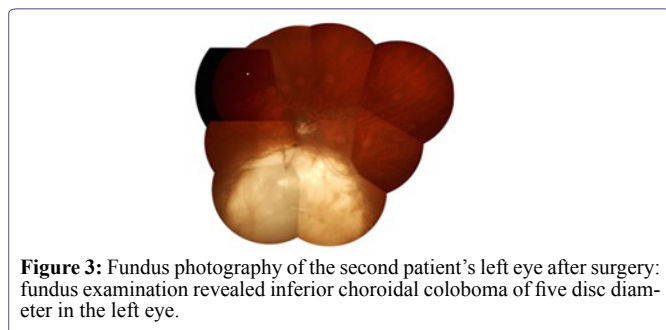 Figure 3: Fundus photography of the second patient's left eye after surgery:
fundus examination revealed inferior choroidal coloboma of five disc diam-
eter in the left eye.